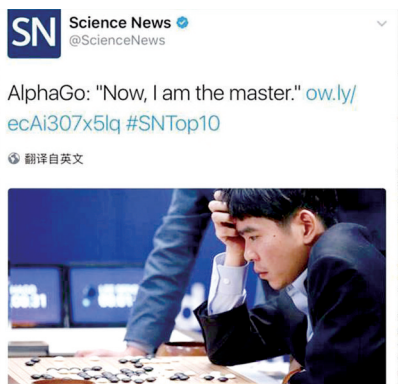 SN
Science News
@ScienceNews
AlphaGo: "Now, I am the master." ow.ly/
ecAi307x5lq #SNTop10
翻译自英文